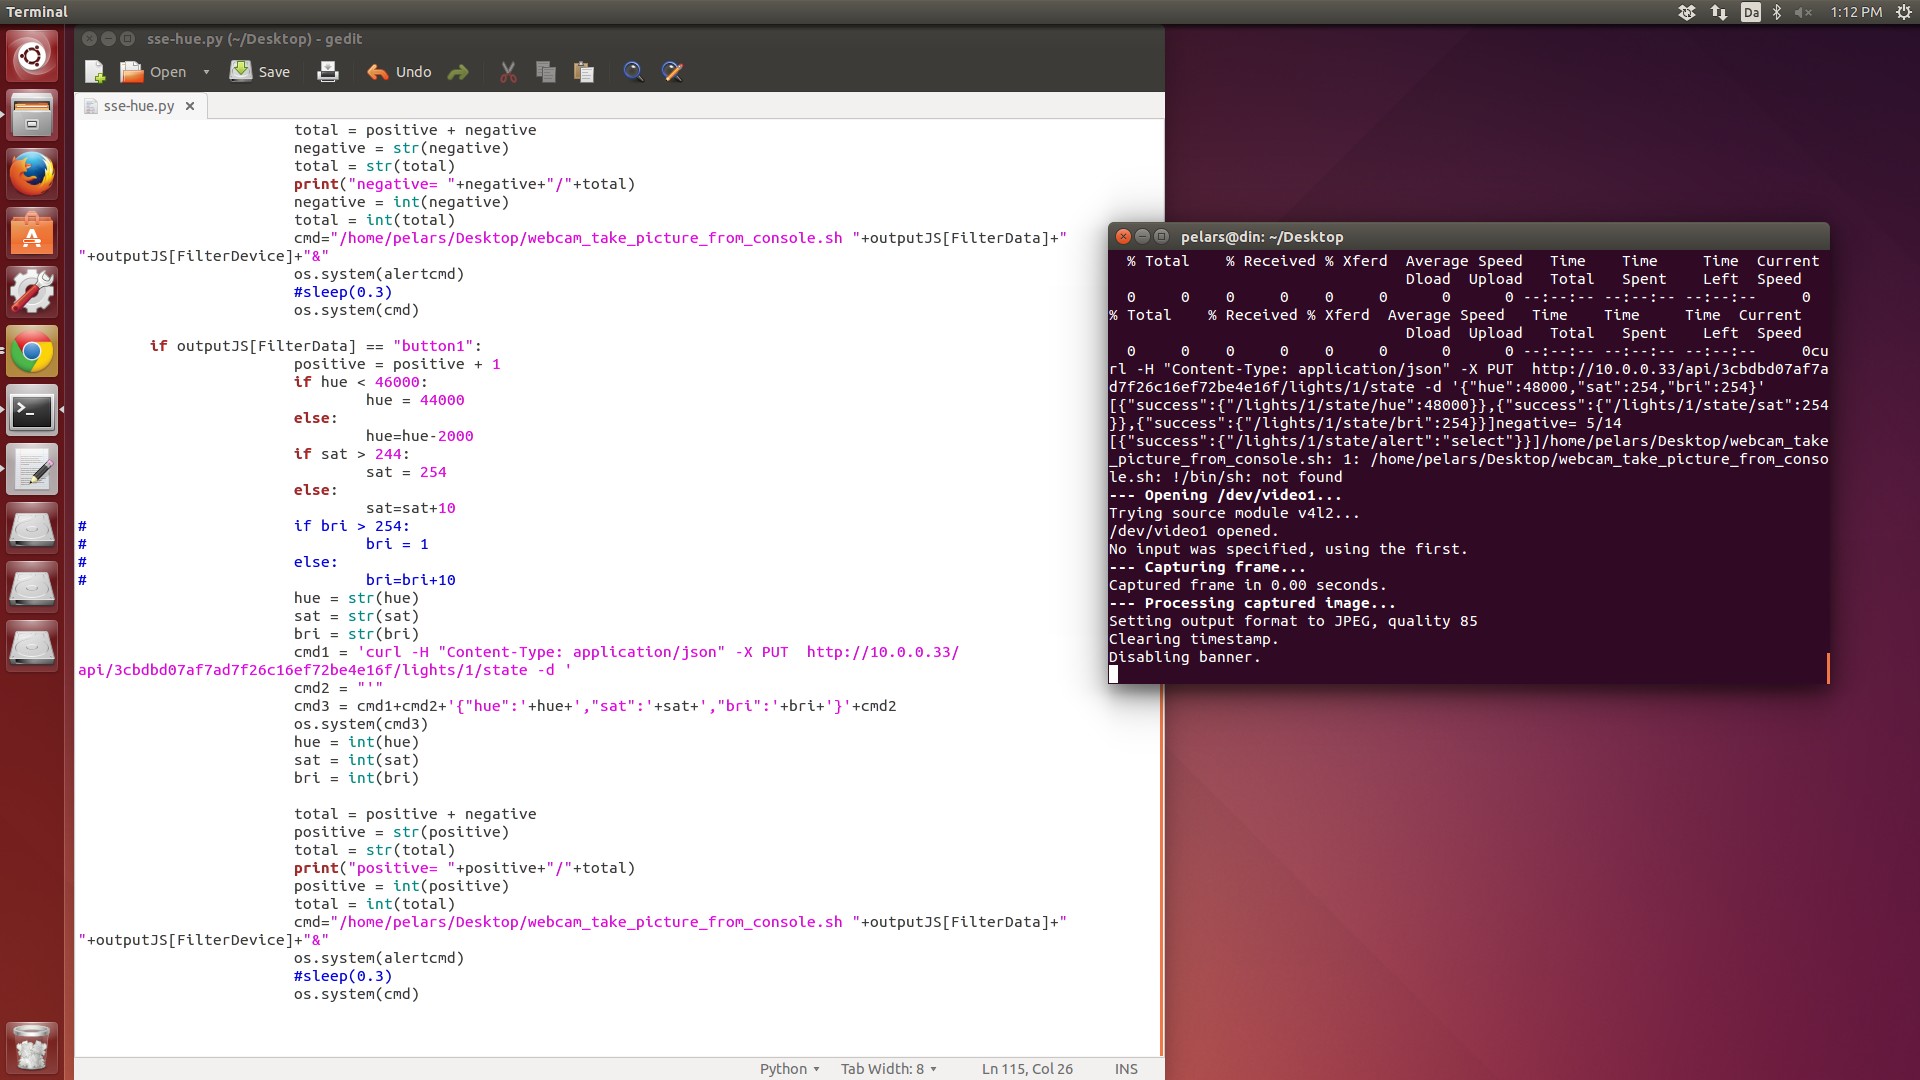 Terminal
Da
1:12 PM
sse-hue.py (~/Desktop) - gedit
Open
Save
Undo
sse-hue.py
total = positive + negative
negative = str(negative)
total = str(total)
print("negative= "+negative+"/"+total)
negative = int(negative)
total = int(total)
cmd="/home/pelars/Desktop/webcam_take_picture_from_console.sh "+outputJS[FilterData]+"
"+outputJS[FilterDevice]+"&"
os.system(alertcmd)
#sleep(0.3)
os.system(cmd)
if outputJS[FilterData] == "button1":
positive = positive + 1
if hue < 46000:
hue = 44000
else:
hue=hue-2000
if sat > 244:
sat = 254
else:
sat=sat+10
# if bri > 254:
# bri = 1
# else:
# bri=bri+10
hue = str(hue)
sat = str(sat)
bri = str(bri)
cmd1 = 'curl -H "Content-Type: application/json" -X PUT  http://10.0.0.33/
api/3cbdbd07af7ad7f26c16ef72be4e16f/lights/1/state -d '
cmd2 = "'"
cmd3 = cmd1+cmd2+'{"hue":'+hue+',"sat":'+sat+',"bri":'+bri+'}'+cmd2
os.system(cmd3)
hue = int(hue)
sat = int(sat)
bri = int(bri)
total = positive + negative
positive = str(positive)
total = str(total)
print("positive= "+positive+"/"+total)
positive = int(positive)
total = int(total)
cmd="/home/pelars/Desktop/webcam_take_picture_from_console.sh "+outputJS[FilterData]+"
"+outputJS[FilterDevice]+"&"
os.system(alertcmd)
#sleep(0.3)
os.system(cmd)
Python
Tab Width: 8
Ln 115, Col 26
INS
pelars@din: ~/Desktop
% Total    % Received % Xferd  Average Speed   Time    Time     Time  Current
Dload  Upload   Total   Spent    Left  Speed
0     0    0     0    0     0      0      0 --:--:-- --:--:-- --:--:--     0
% Total    % Received % Xferd  Average Speed   Time    Time     Time  Current
Dload  Upload   Total   Spent    Left  Speed
0     0    0     0    0     0      0      0 --:--:-- --:--:-- --:--:--     0cu
rl -H "Content-Type: application/json" -X PUT  http://10.0.0.33/api/3cbdbd07af7a
d7f26c16ef72be4e16f/lights/1/state -d '{"hue":48000,"sat":254,"bri":254}'
[{"success":{"/lights/1/state/hue":48000}},{"success":{"/lights/1/state/sat":254
}},{"success":{"/lights/1/state/bri":254}}]negative= 5/14
[{"success":{"/lights/1/state/alert":"select"}}]/home/pelars/Desktop/webcam_take
_picture_from_console.sh: 1: /home/pelars/Desktop/webcam_take_picture_from_conso
le.sh: !/bin/sh: not found
--- Opening /dev/video1...
Trying source module v4l2...
/dev/video1 opened.
No input was specified, using the first.
--- Capturing frame...
Captured frame in 0.00 seconds.
--- Processing captured image...
Setting output format to JPEG, quality 85
Clearing timestamp.
Disabling banner.